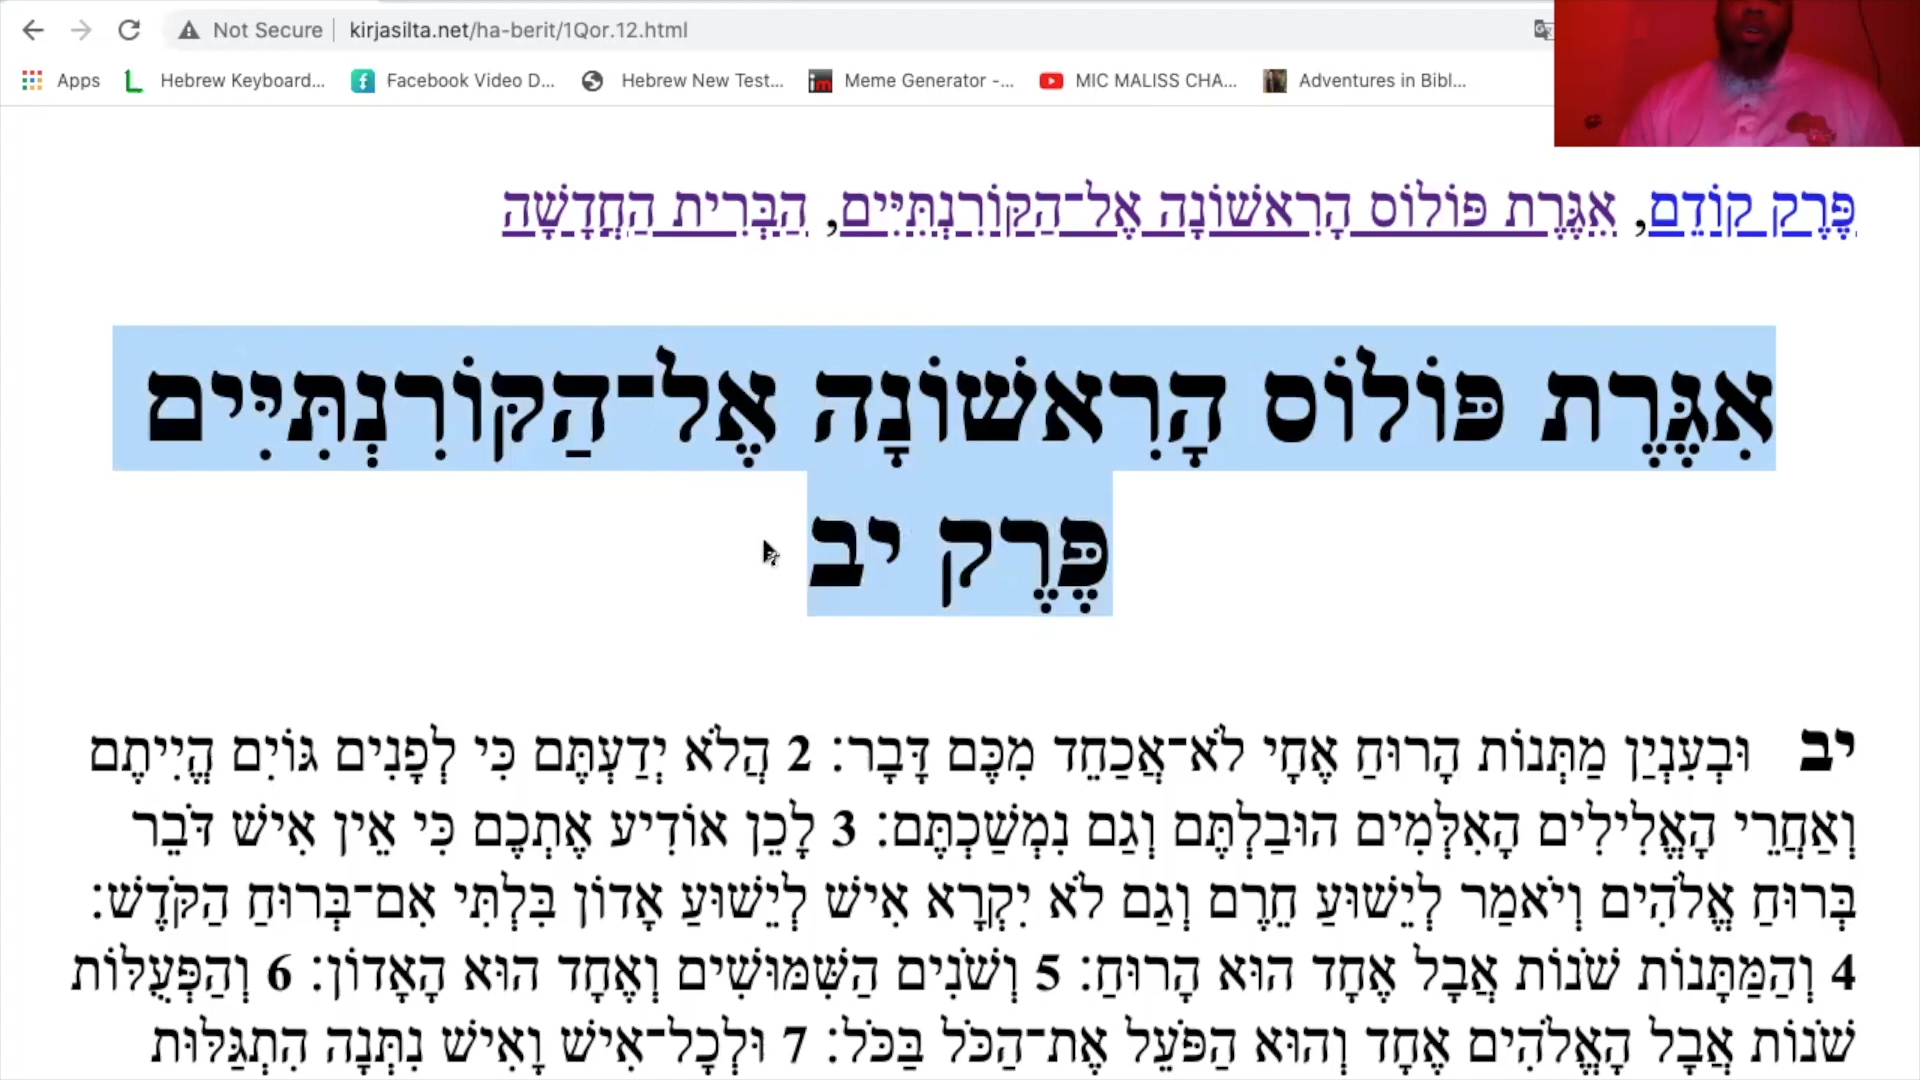 Not Secure kirjasilta.net/ha-berit/1Qor.12.html
Apps Hebrew Keyboard... Facebook Video D... Hebrew New Test... Meme Generator -... MIC MALISS CHA... Adventures in Bibl...
פֶּרֶק קוֹדֵם, אִגֶּרֶת פּוֹלוֹס הָרִאשׁוֹנָה אֶל־הַקּוֹרִנְתִּיִּים, הַבְּרִית הַחֲדָשָׁה
אִגֶּרֶת פּוֹלוֹס הָרִאשׁוֹנָה אֶל־הַקּוֹרִנְתִּיִּים
פֶּרֶק יב
יב וּבְעִנְיַן מַתְּנוֹת הָרוּחַ אֶחָי לֹא־אֲכַחֵד מִכֶּם דָּבָר׃ 2 הֲלֹא יְדַעְתֶּם כִּי לְפָנִים גּוֹיִם הֱיִיתֶם
וְאַחֲרֵי הָאֱלִילִים הָאִלְּמִים הוּבַלְתֶּם וְגַם נִמְשַׁכְתֶּם׃ 3 לָכֵן אוֹדִיעַ אֶתְכֶם כִּי אֵין אִישׁ דֹּבֵר
בְּרוּחַ אֱלֹהִים וְיֹאמַר לְיֵשׁוּעַ חֵרֶם וְגַם לֹא יִקְרָא אִישׁ לְיֵשׁוּעַ אָדוֹן בִּלְתִּי אִם־בְּרוּחַ הַקֹּדֶשׁ׃
4 וְהַמַּתָּנוֹת שֹׁנוֹת אֲבָל אֶחָד הוּא הָרוּחַ׃ 5 וְשֹׁנִים הַשִּׁמּוּשִׁים וְאֶחָד הוּא הָאָדוֹן׃ 6 וְהַפְּעֻלּוֹת
שֹׁנוֹת אֲבָל הָאֱלֹהִים אֶחָד וְהוּא הַפֹּעֵל אֶת־הַכֹּל בַּכֹּל׃ 7 וּלְכָל־אִישׁ וָאִישׁ נִתְּנָה הִתְגַּלּוּת